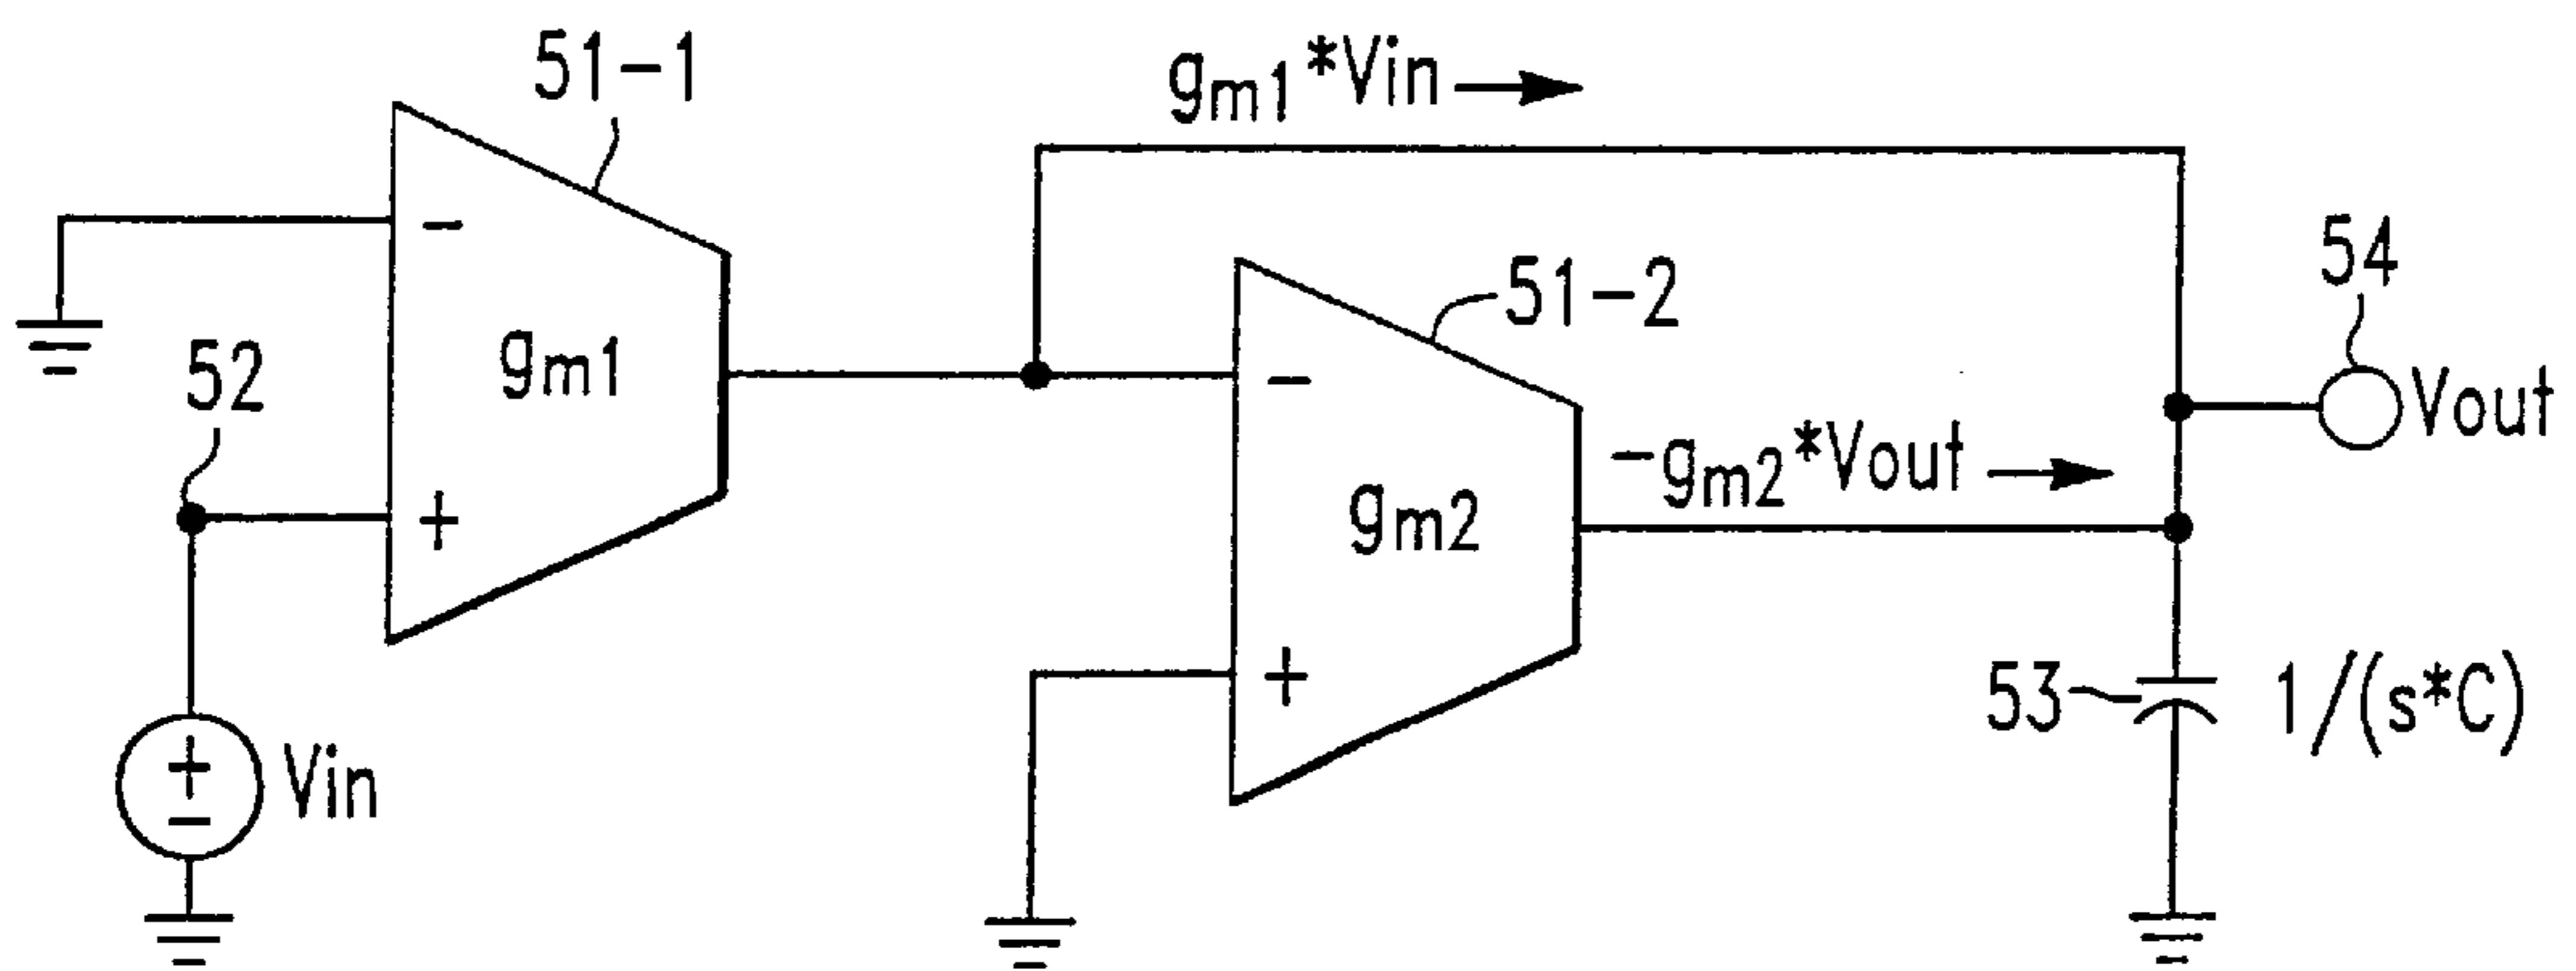 51-1
gm1*Vin
-
gm1
+
52
+
-
Vin
51-2
-
gm2
+
-gm2*Vout
54
Vout
53
1/(s*C)